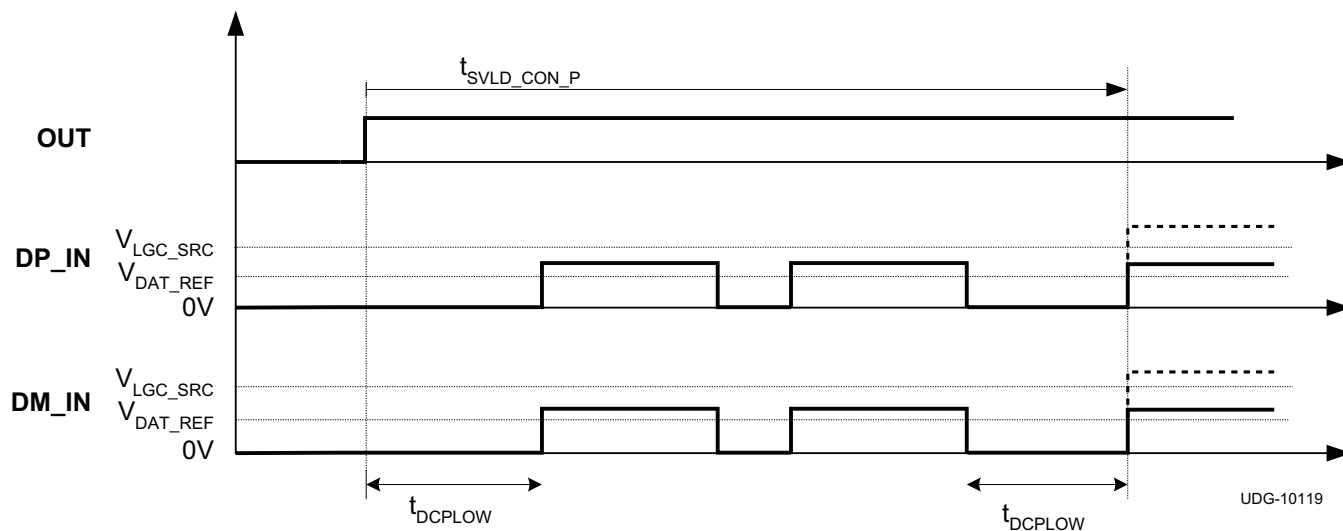 tSVLD_CON_P
OUT
VLGC_SRC
DP_IN
VDAT_REF
0V
VLGC_SRC
DM_IN
VDAT_REF
0V
tDCPLOW
tDCPLOW
UDG-10119